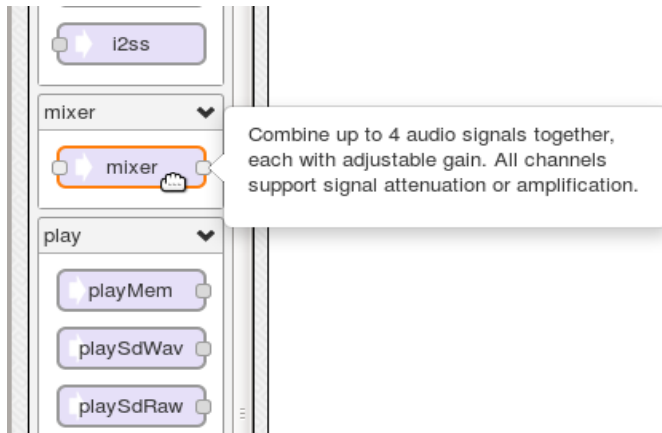 i2ss
mixer
mixer
Combine up to 4 audio signals together,
each with adjustable gain. All channels
support signal attenuation or amplification.
play
playMem
playSdWav
playSdRaw